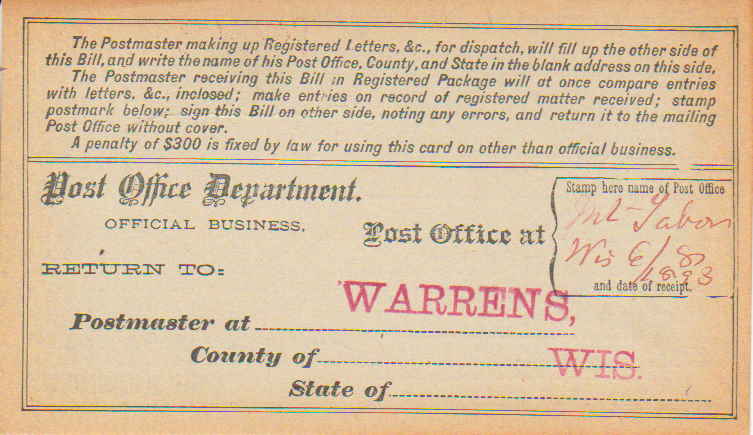 The Postmaster making up Registered Letters, &c., for dispatch, will fill up the other side of
this Bill, and write the name of his Post Office, County, and State in the blank address on this side.
The Postmaster receiving this Bill in Registered Package will at once compare entries
with letters, &c., inclosed; make entries on record of registered matter received; stamp
postmark below; sign this Bill on other side, noting any errors, and return it to the mailing
Post Office without cover.
A penalty of $300 is fixed by law for using this card on other than official business.
Post Office Department.
OFFICIAL BUSINESS.
Post Office at
Stamp here name of Post Office
Mt Tabor
Wis 6/8
1893
and date of receipt.
RETURN TO:
WARRENS,
Postmaster at
County of
WIS.
State of